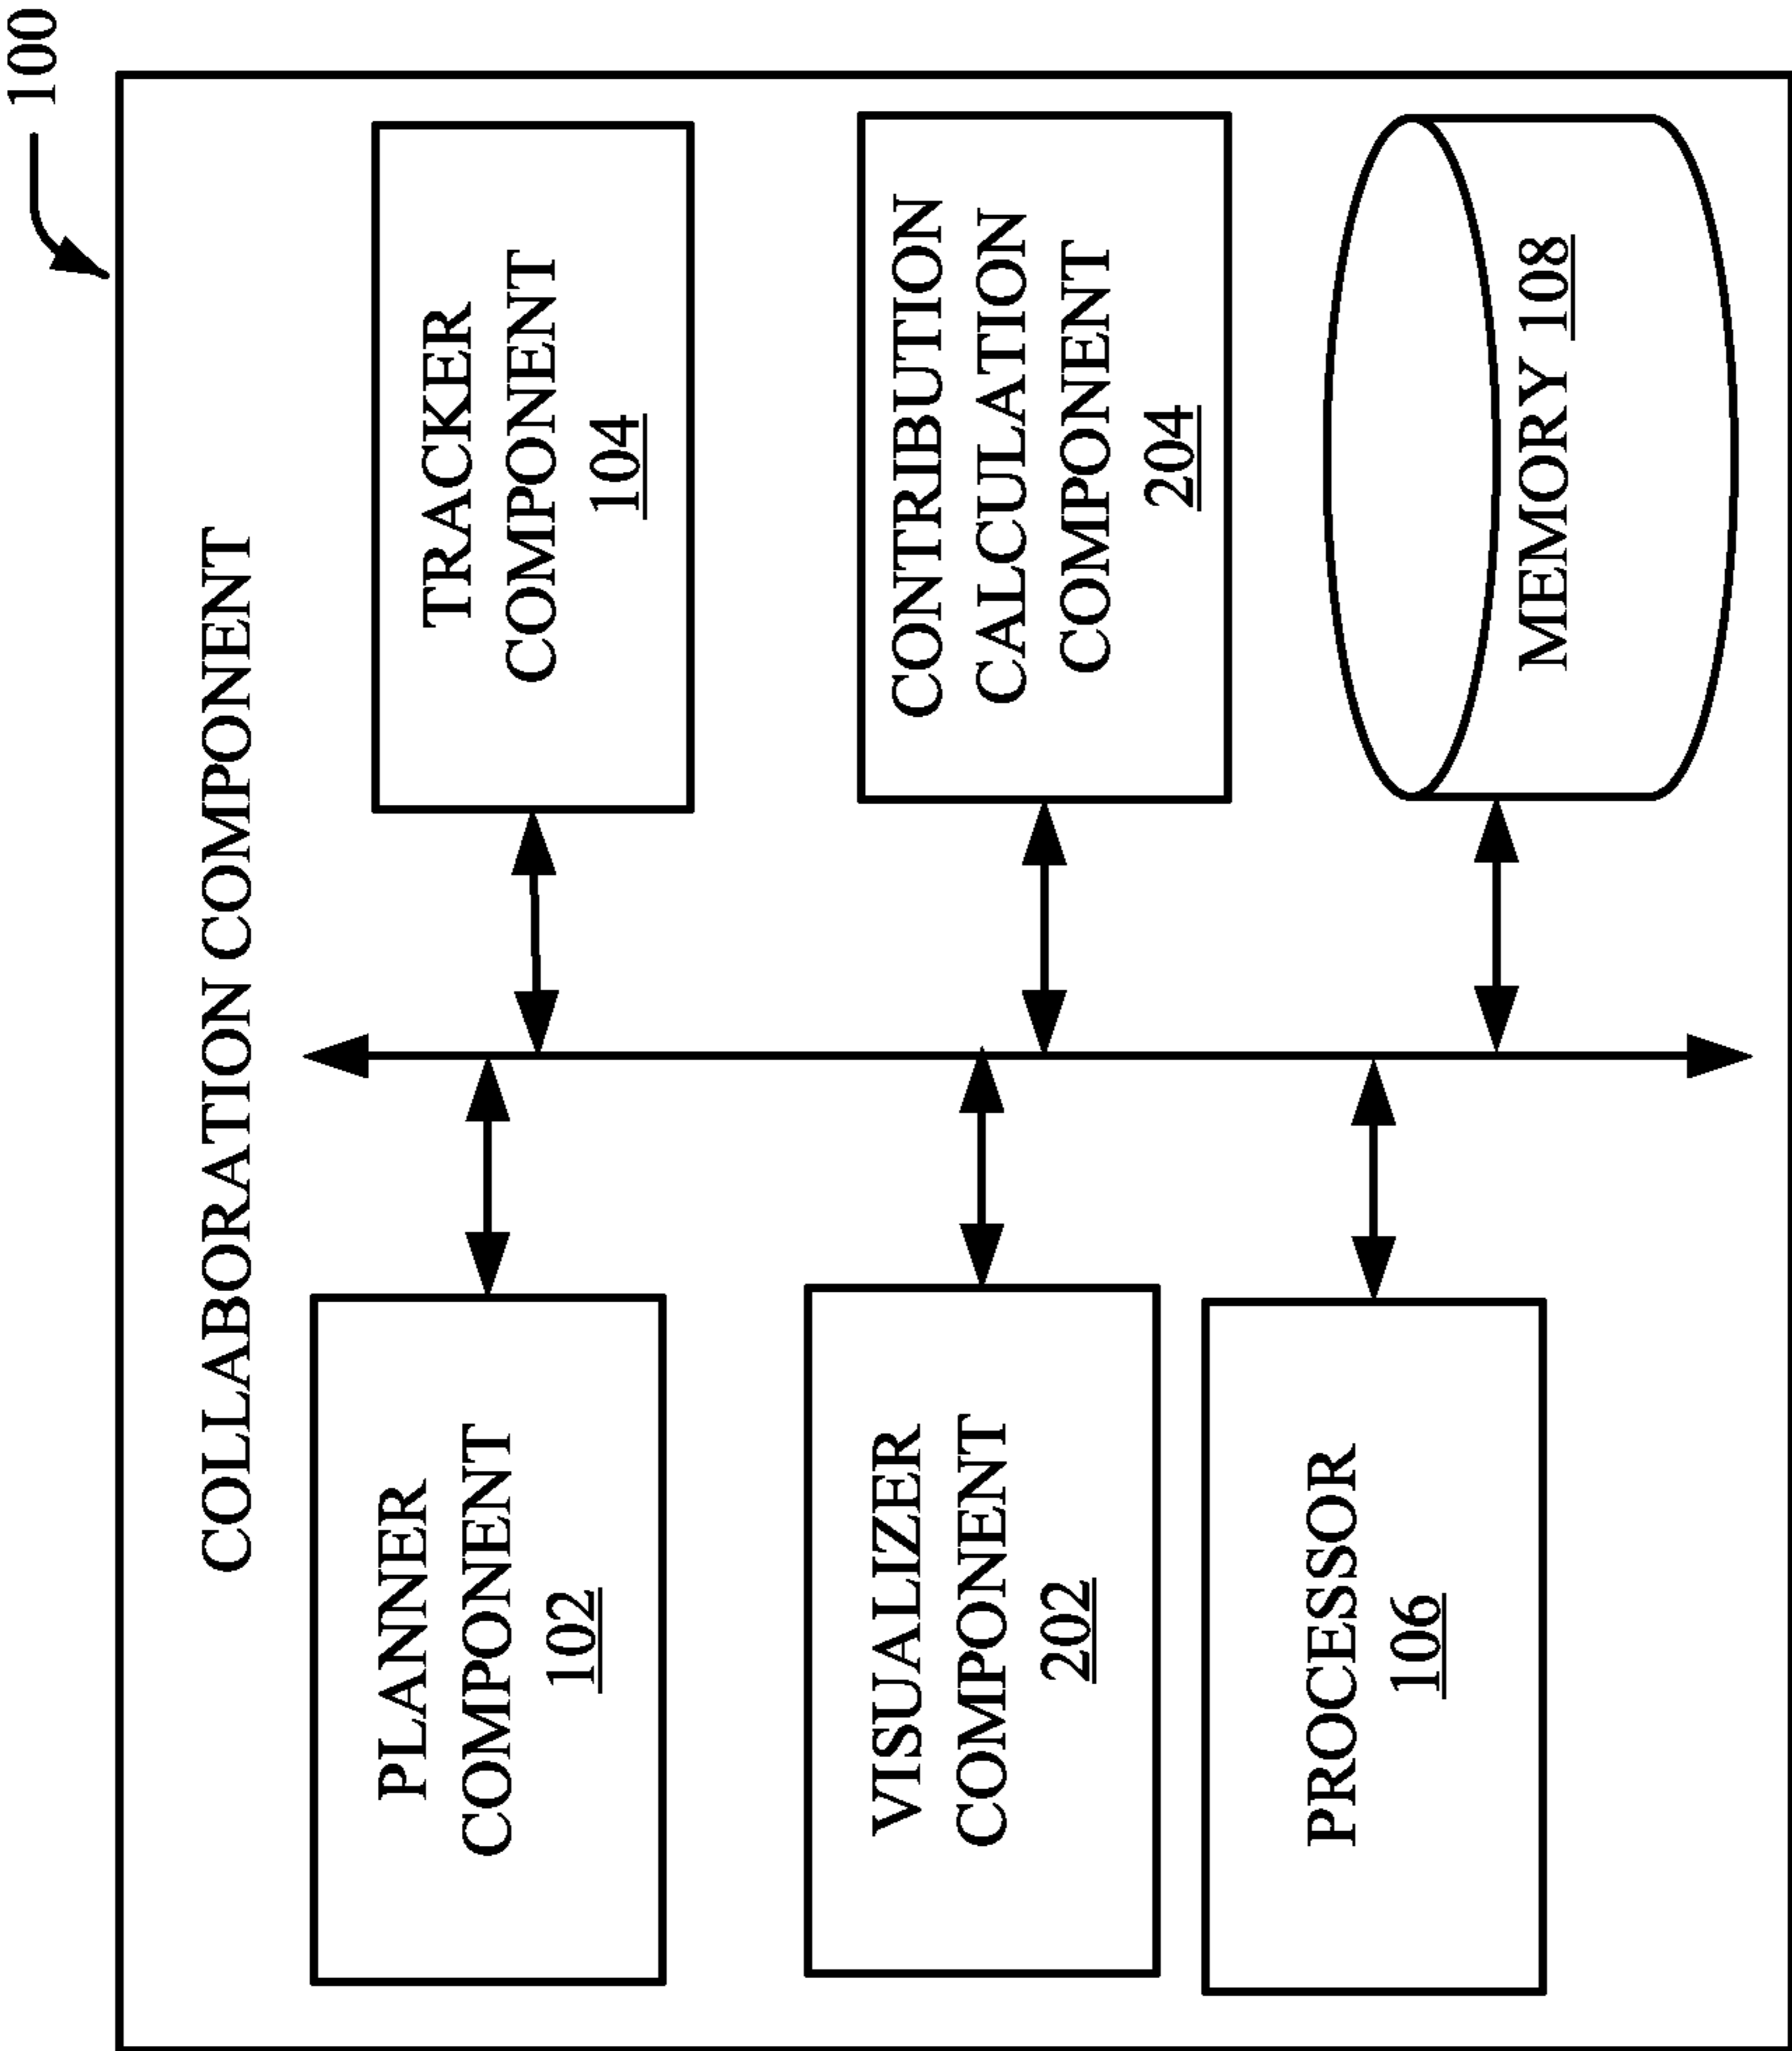 100
COLLABORATION COMPONENT
PLANNER
COMPONENT
102
TRACKER
COMPONENT
104
VISUALIZER
COMPONENT
202
CONTRIBUTION
CALCULATION
COMPONENT
204
PROCESSOR
106
MEMORY 108